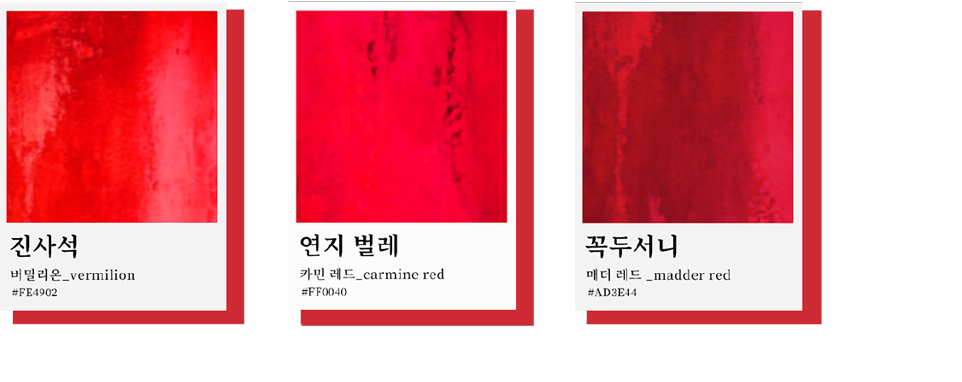 진사석
버밀리온_vermilion
#FE4902
연지 벌레
카민 레드_carmine red
#FF0040
꼭두서니
매더 레드 _madder red
#AD3E44